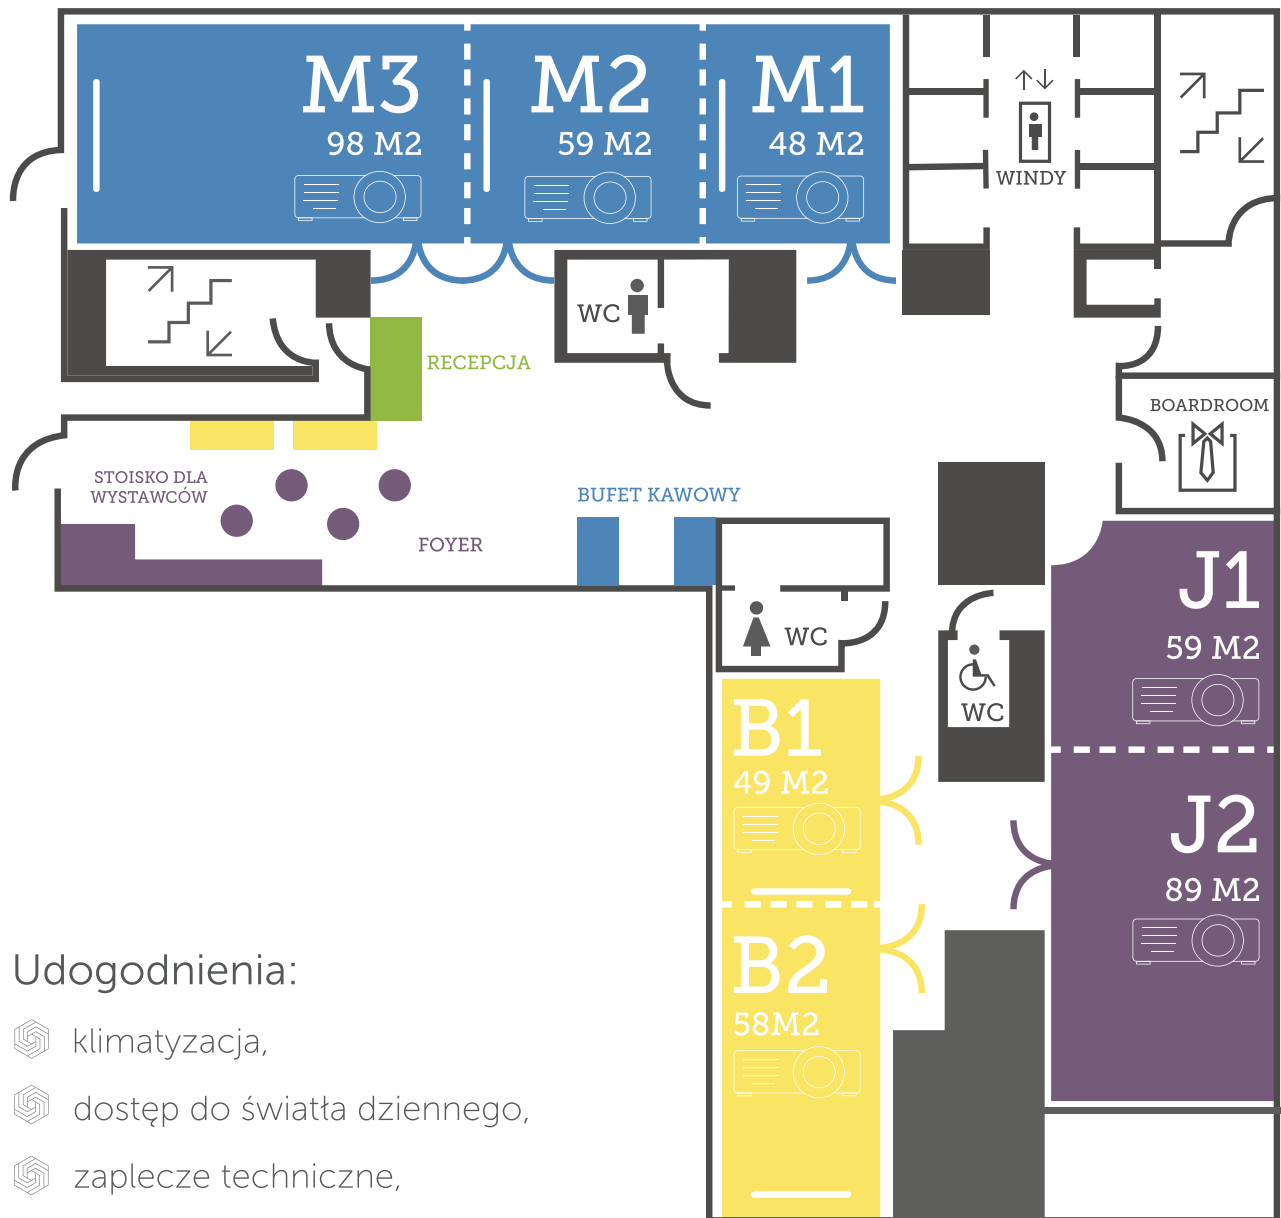 M3
98 M2
M2
59 M2
M1
48 M2
WINDY
WC
RECEPCJA
BOARDROOM
STOISKO DLA
WYSTAWCÓW
BUFET KAWOWY
FOYER
J1
59 M2
WC
WC
B1
49 M2
J2
89 M2
B2
58M2
Udogodnienia:
klimatyzacja,
dostęp do światła dziennego,
zaplecze techniczne,